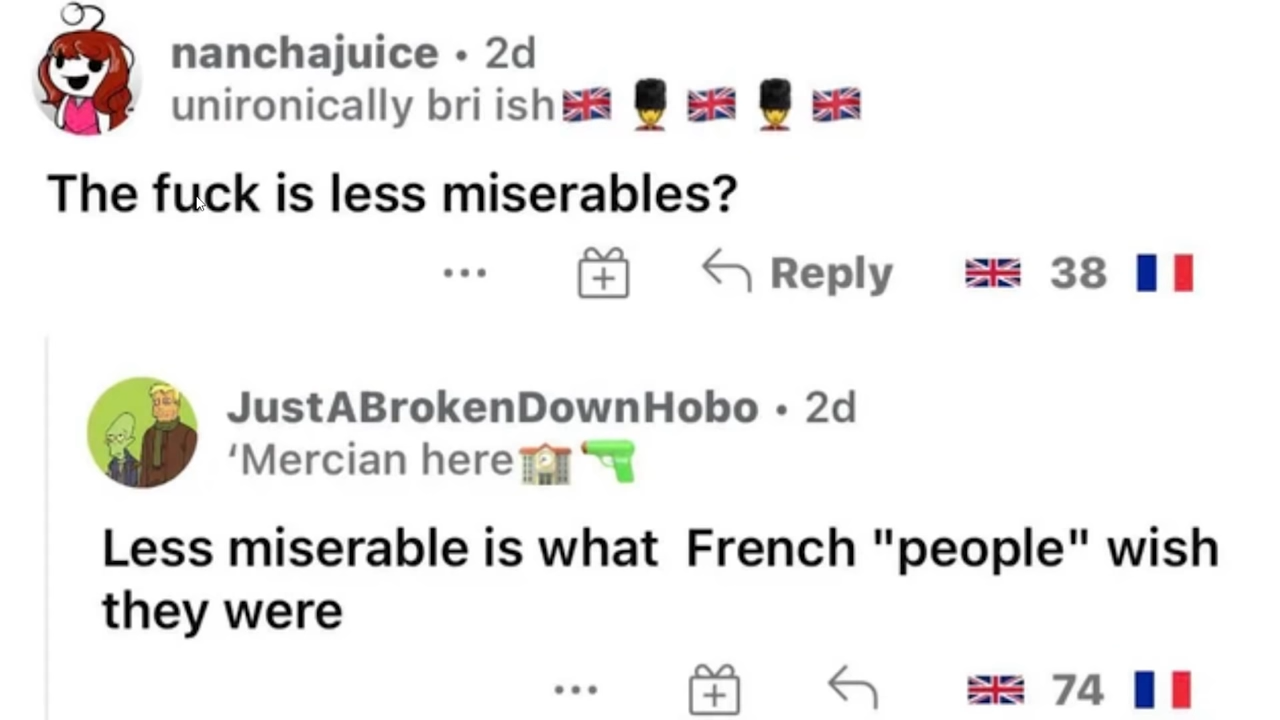 nanchajuice • 2d
unironically bri ish🇬🇧 💂 🇬🇧 💂 🇬🇧
The fuck is less miserables?
Reply 38
JustABrokenDownHobo • 2d
‘Mercian here🏫🔫
Less miserable is what  French "people" wish
they were
74